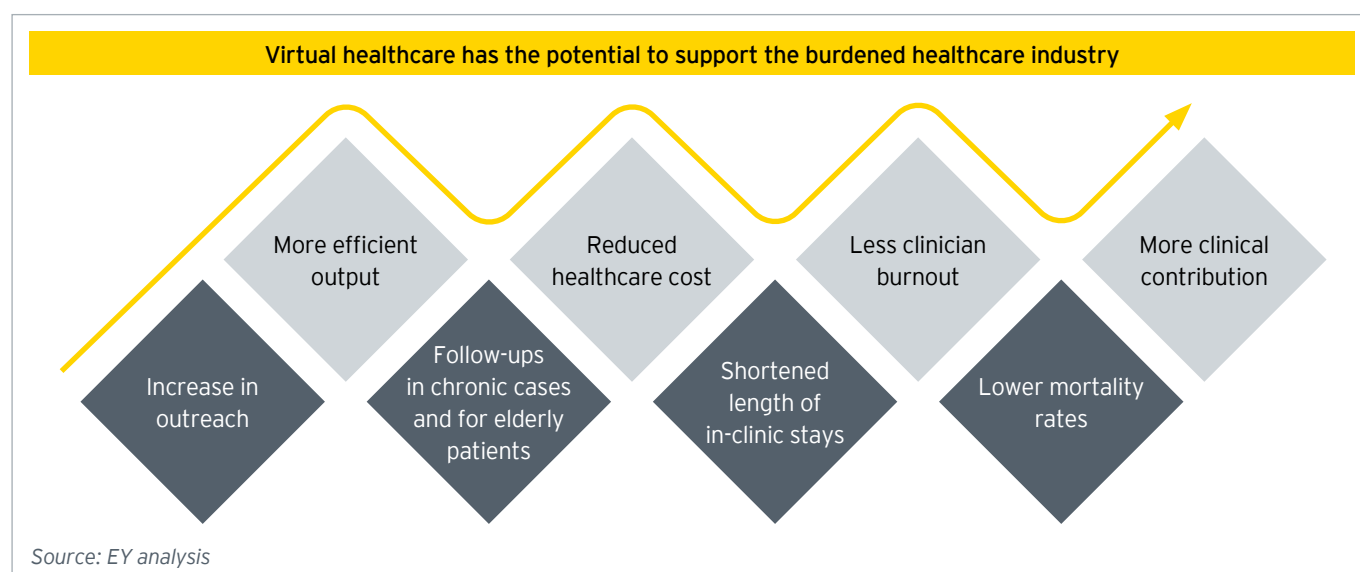 Virtual healthcare has the potential to support the burdened healthcare industry
More efficient
output
Reduced
healthcare cost
Less clinician
burnout
More clinical
contribution
Increase in
outreach
Follow-ups
in chronic cases
and for elderly
patients
Shortened
length of
in-clinic stays
Lower mortality
rates
Source: EY analysis